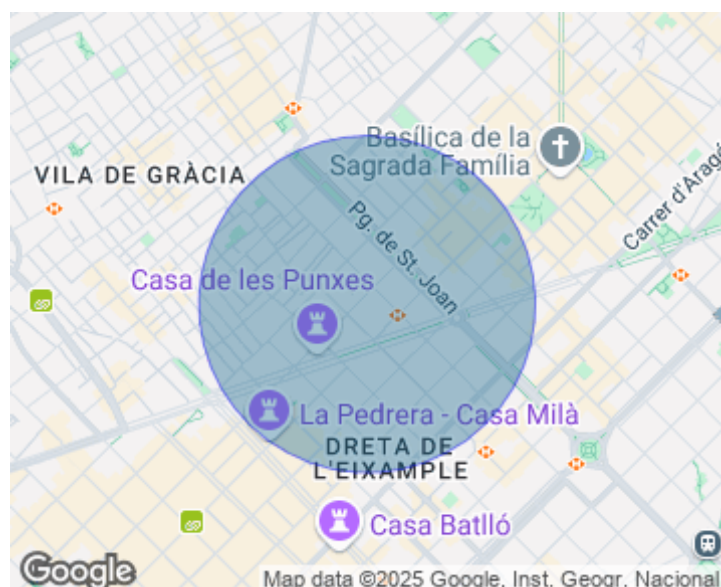 Basílica de la
Sagrada Família
VILA DE GRÀCIA
Carrer d'Aragó
Pg. de St. Joan
Casa de les Punxes
La Pedrera - Casa Milà
DRETA DE
L'EIXAMPLE
Casa Batlló
Google
Map data ©2025 Google, Inst. Geogr. Nacional